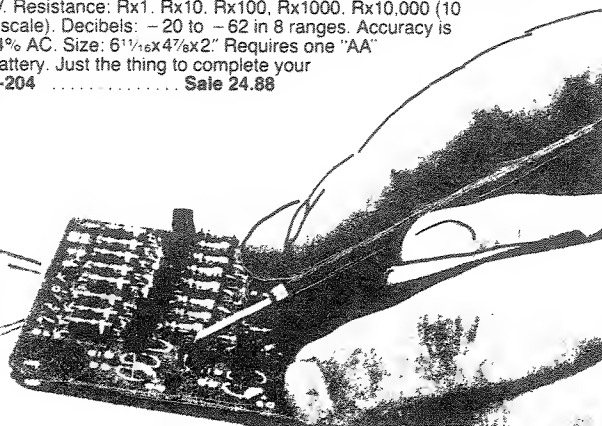 V. Resistance: Rx1. Rx10. Rx100, Rx1000. Rx10,000 (10
scale). Decibels: −20 to −62 in 8 ranges. Accuracy is
4% AC. Size: 6¹¹/₁₆x4⁷/₈x2." Requires one "AA"
attery. Just the thing to complete your
-204 .............. Sale 24.88